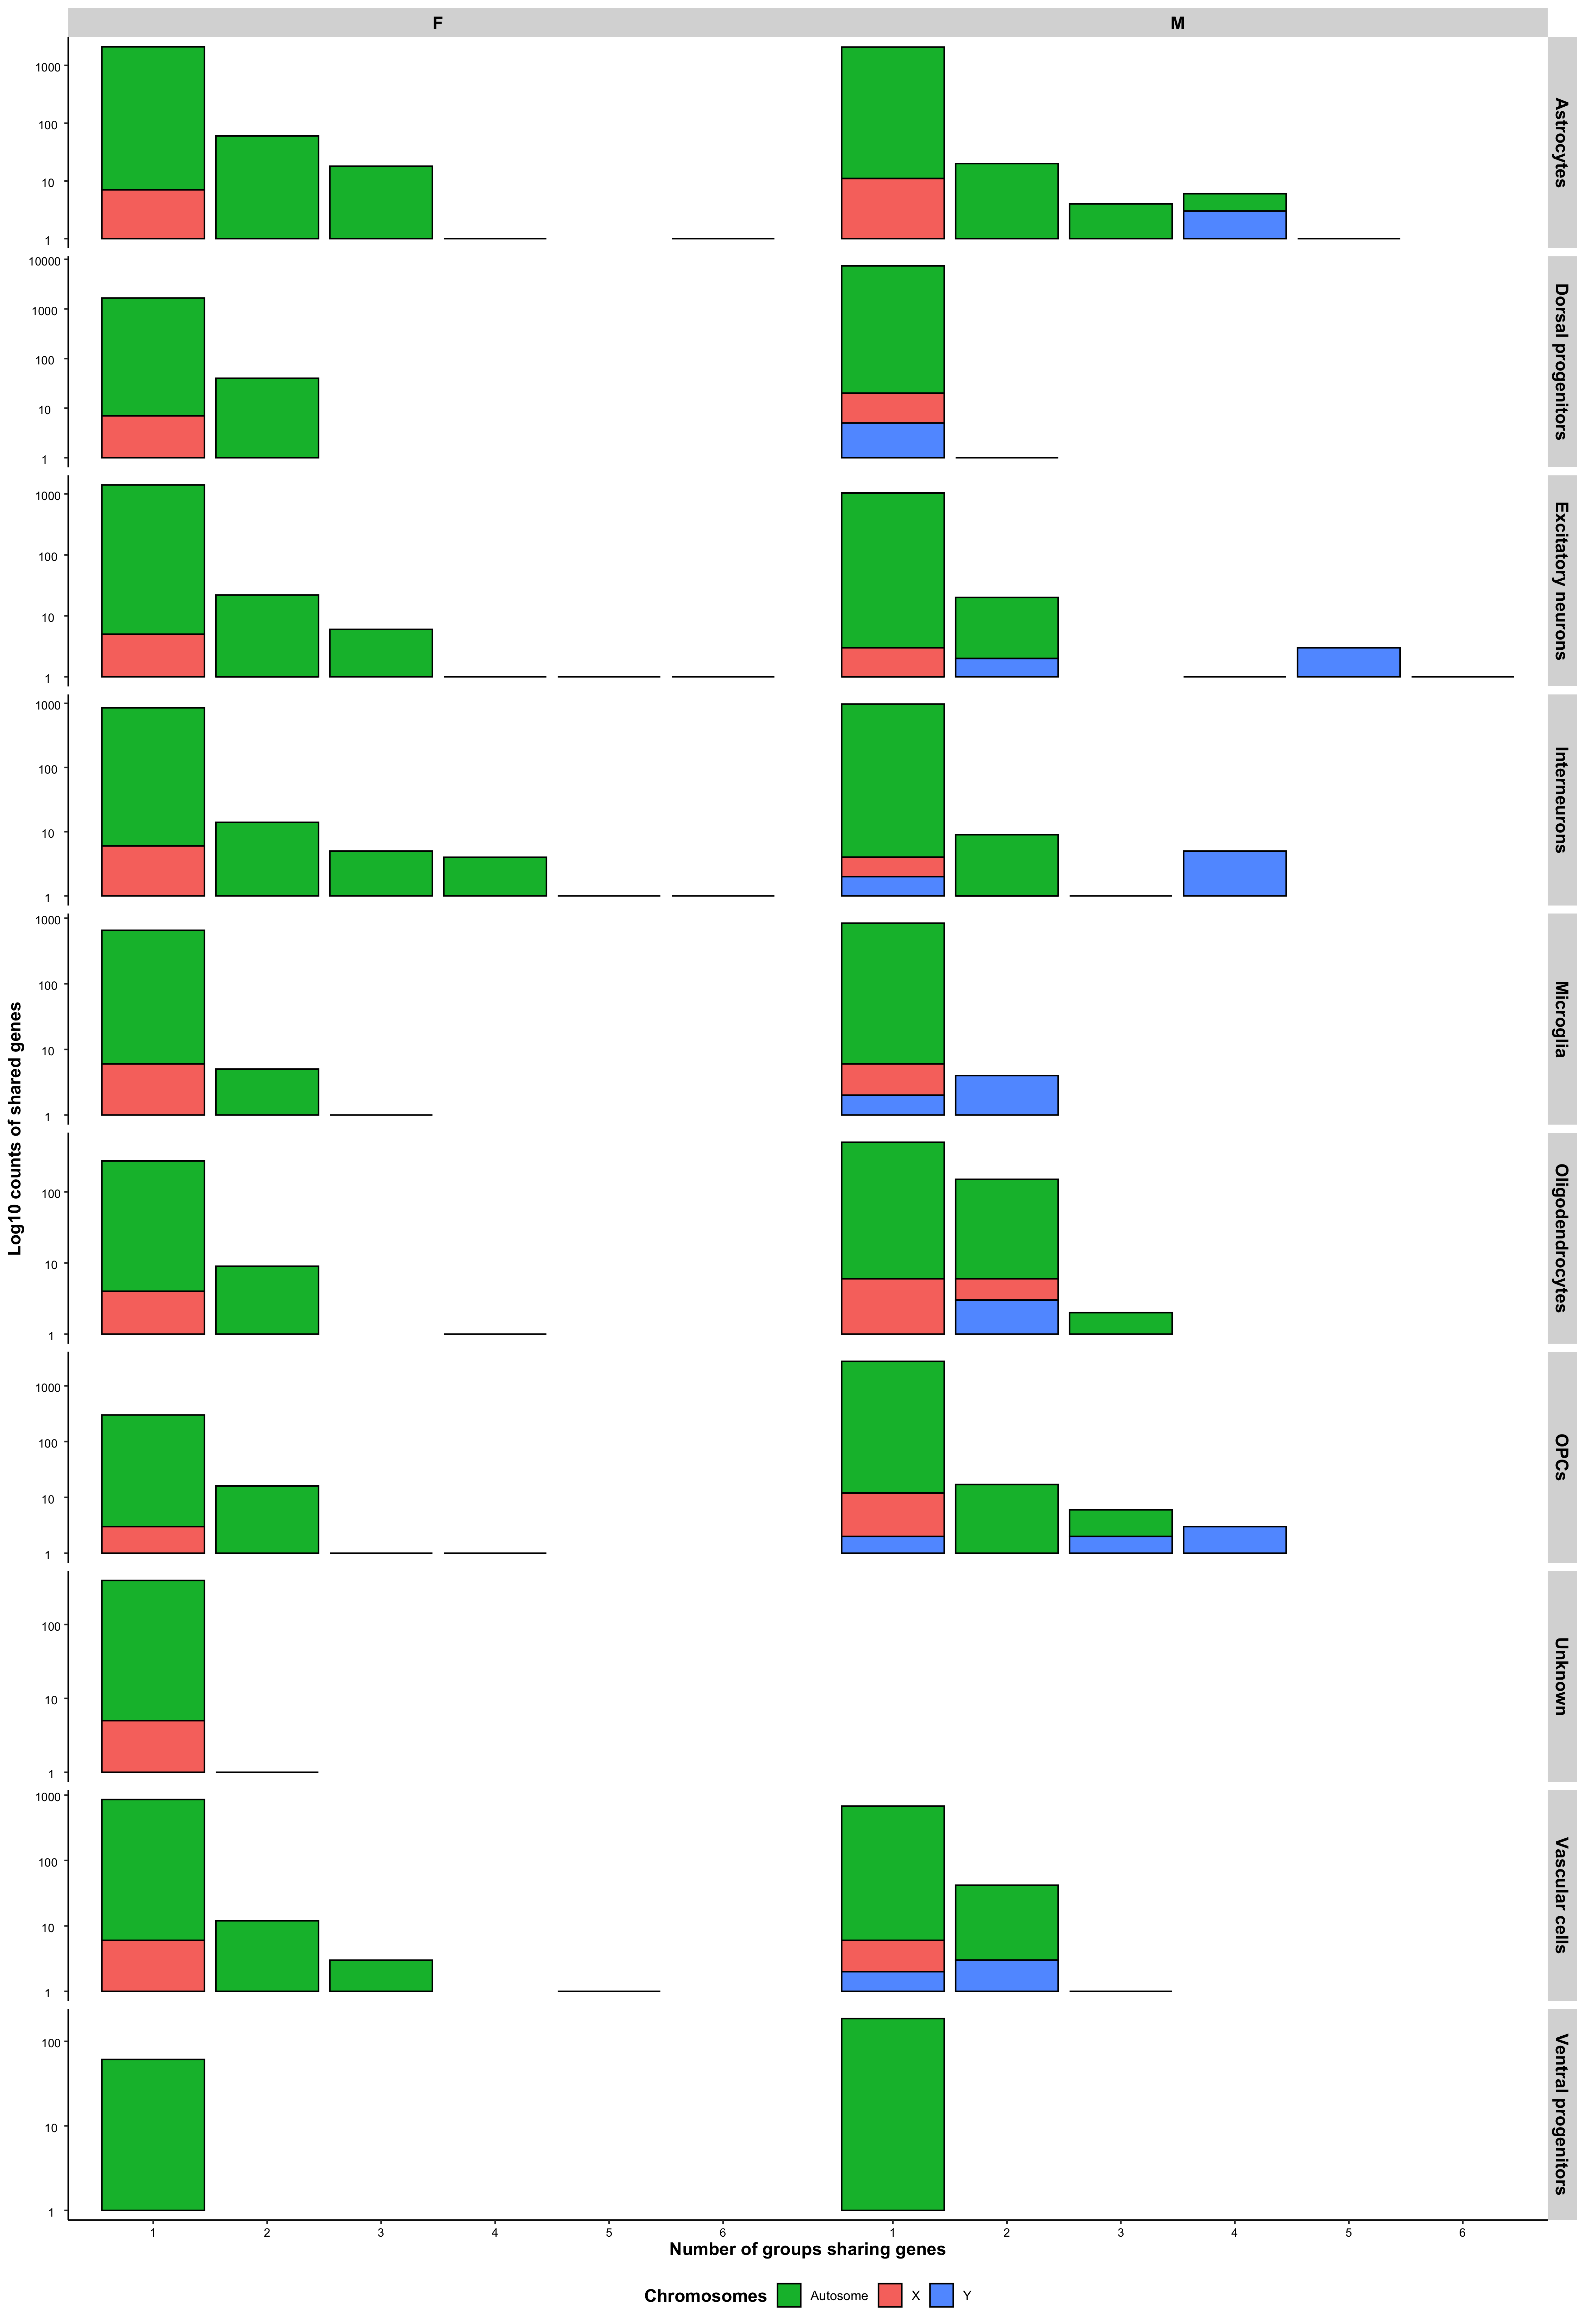 F M
1000
100
10
1
Astrocytes
10000
1000
100
10
1
Dorsal progenitors
1000
100
10
1
Excitatory neurons
1000
100
10
1
Interneurons
1000
100
10
1
Microglia
Log10 counts of shared genes
100
10
1
Oligodendrocytes
1000
100
10
1
OPCs
100
10
1
Unknown
1000
100
10
1
Vascular cells
100
10
1
Ventral progenitors
1 2 3 4 5 6 1 2 3 4 5 6
Number of groups sharing genes
Chromosomes Autosome X Y